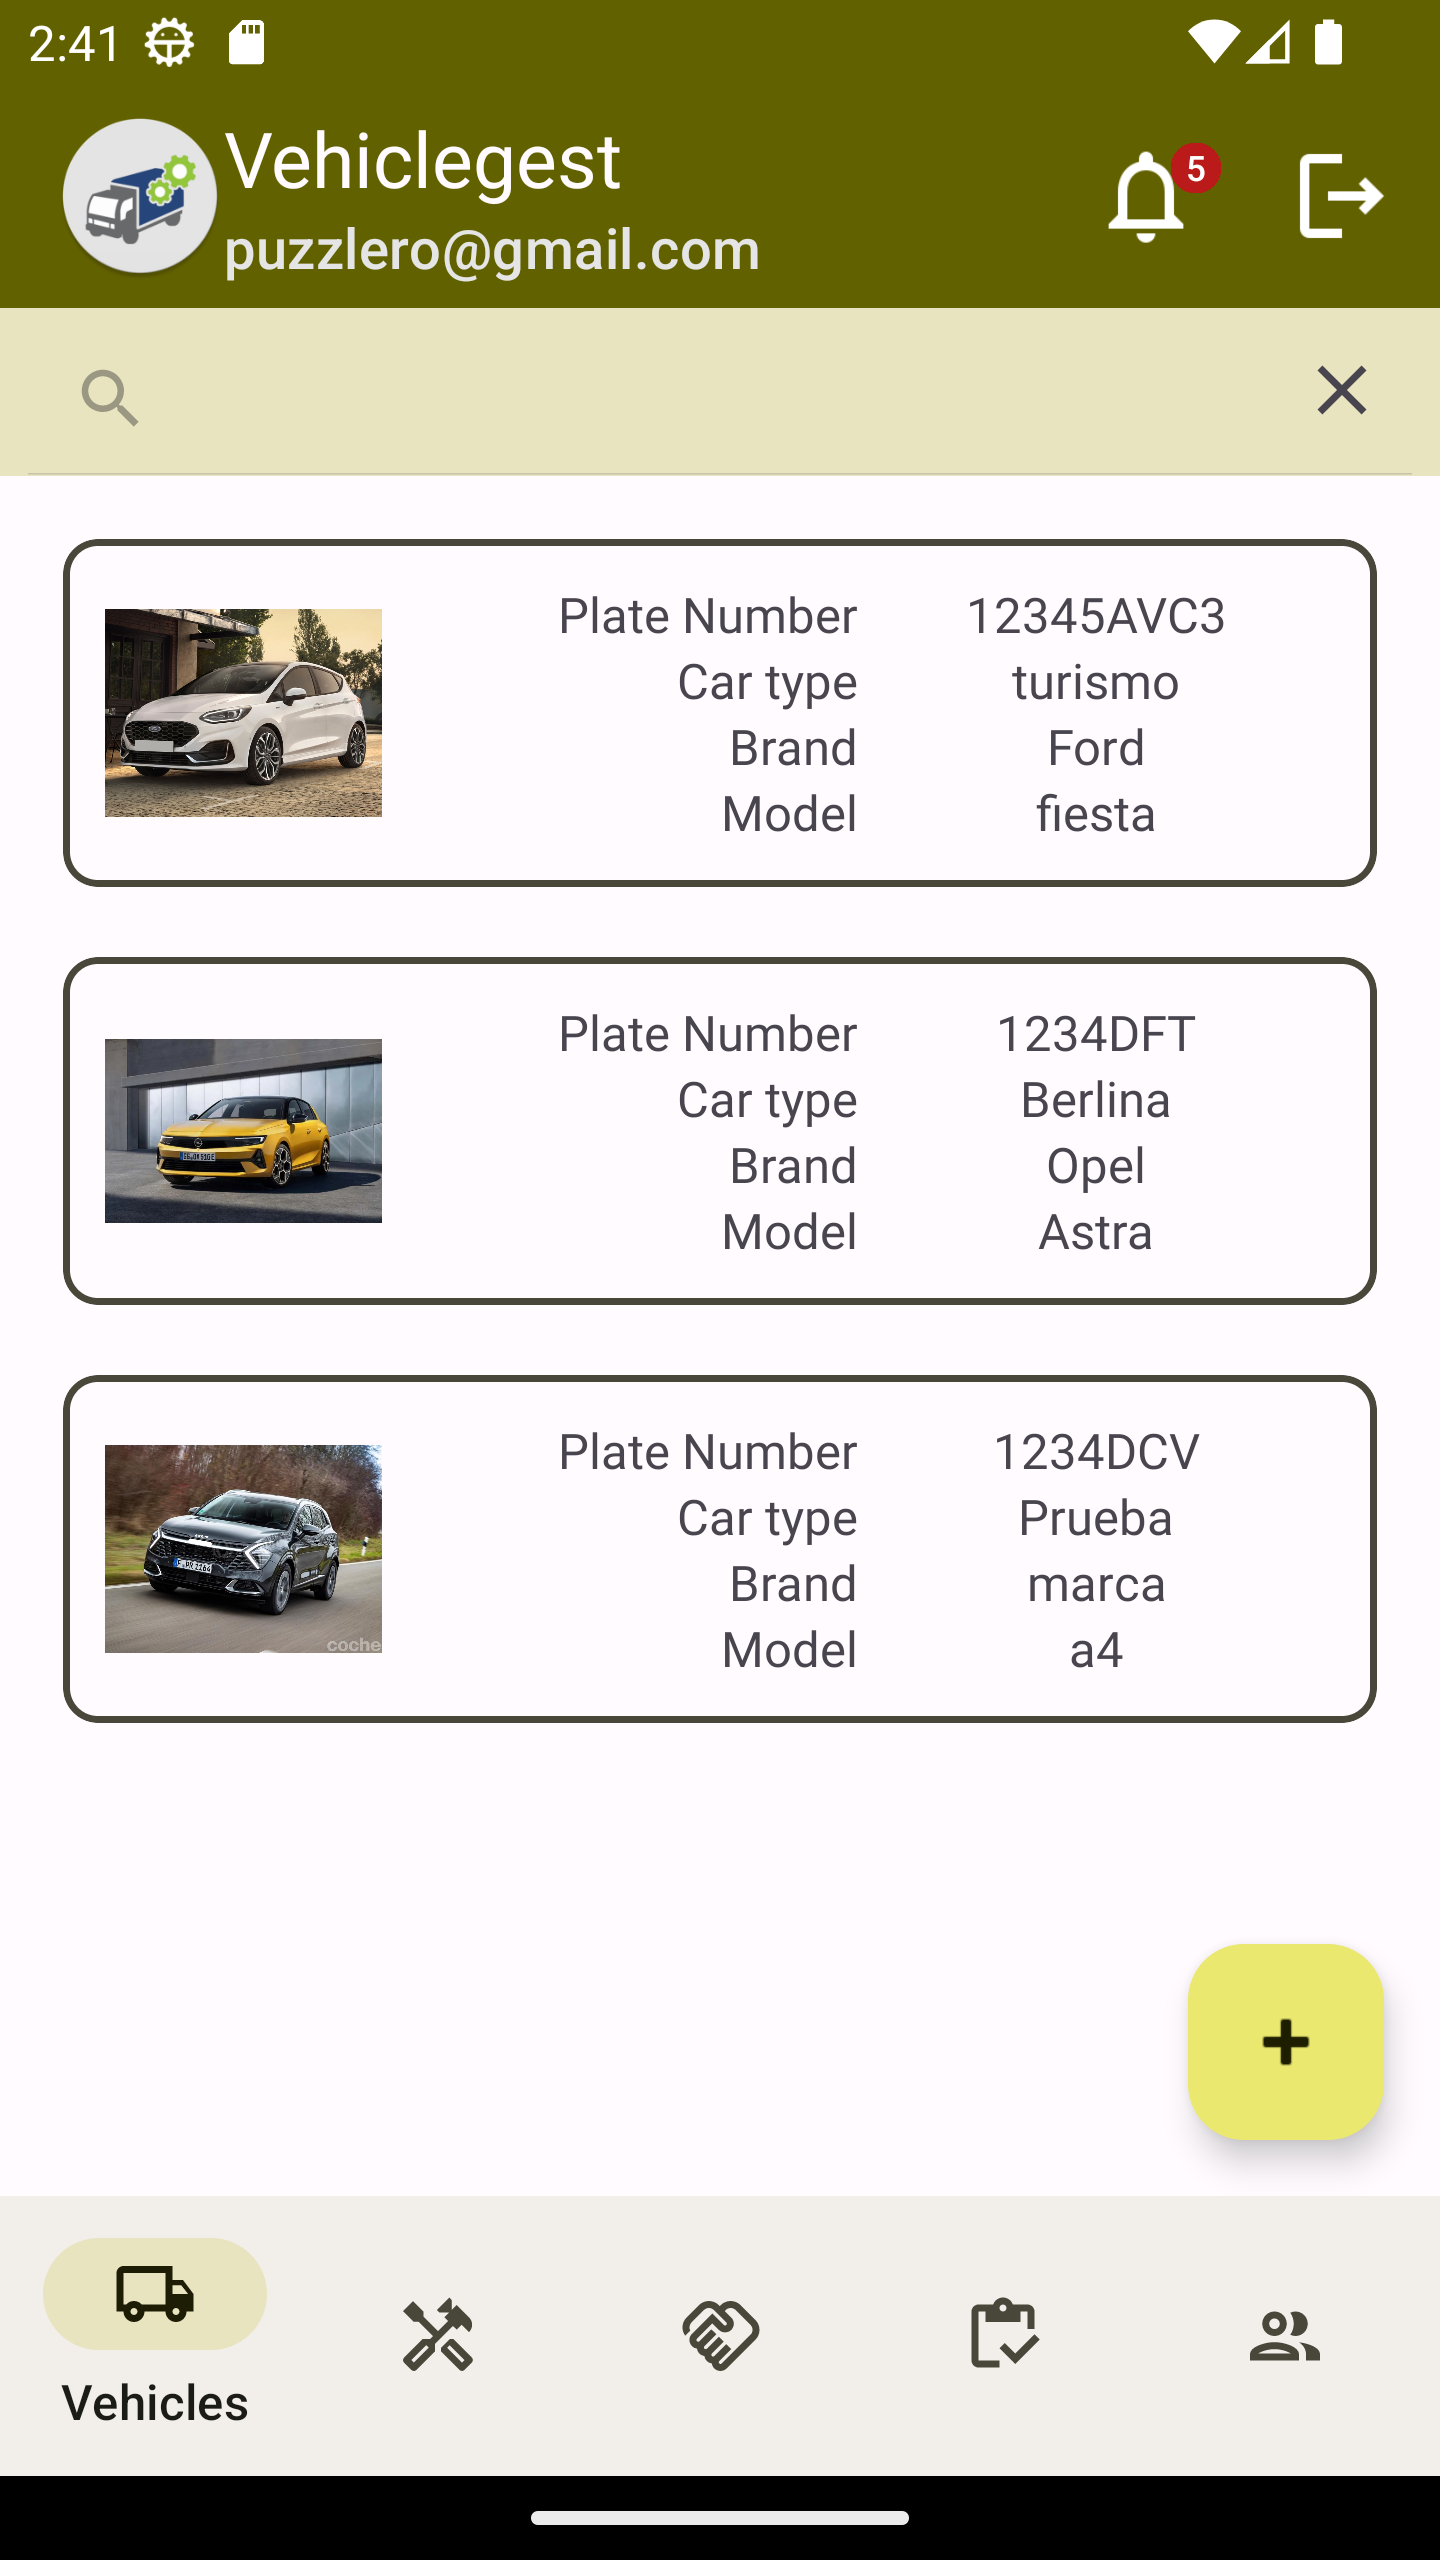 2:41
Vehiclegest
puzzlero@gmail.com
5
Plate Number 12345AVC3
Car type turismo
Brand Ford
Model fiesta
Plate Number 1234DFT
Car type Berlina
Brand Opel
Model Astra
Plate Number 1234DCV
Car type Prueba
Brand marca
Model a4
coche
Vehicles